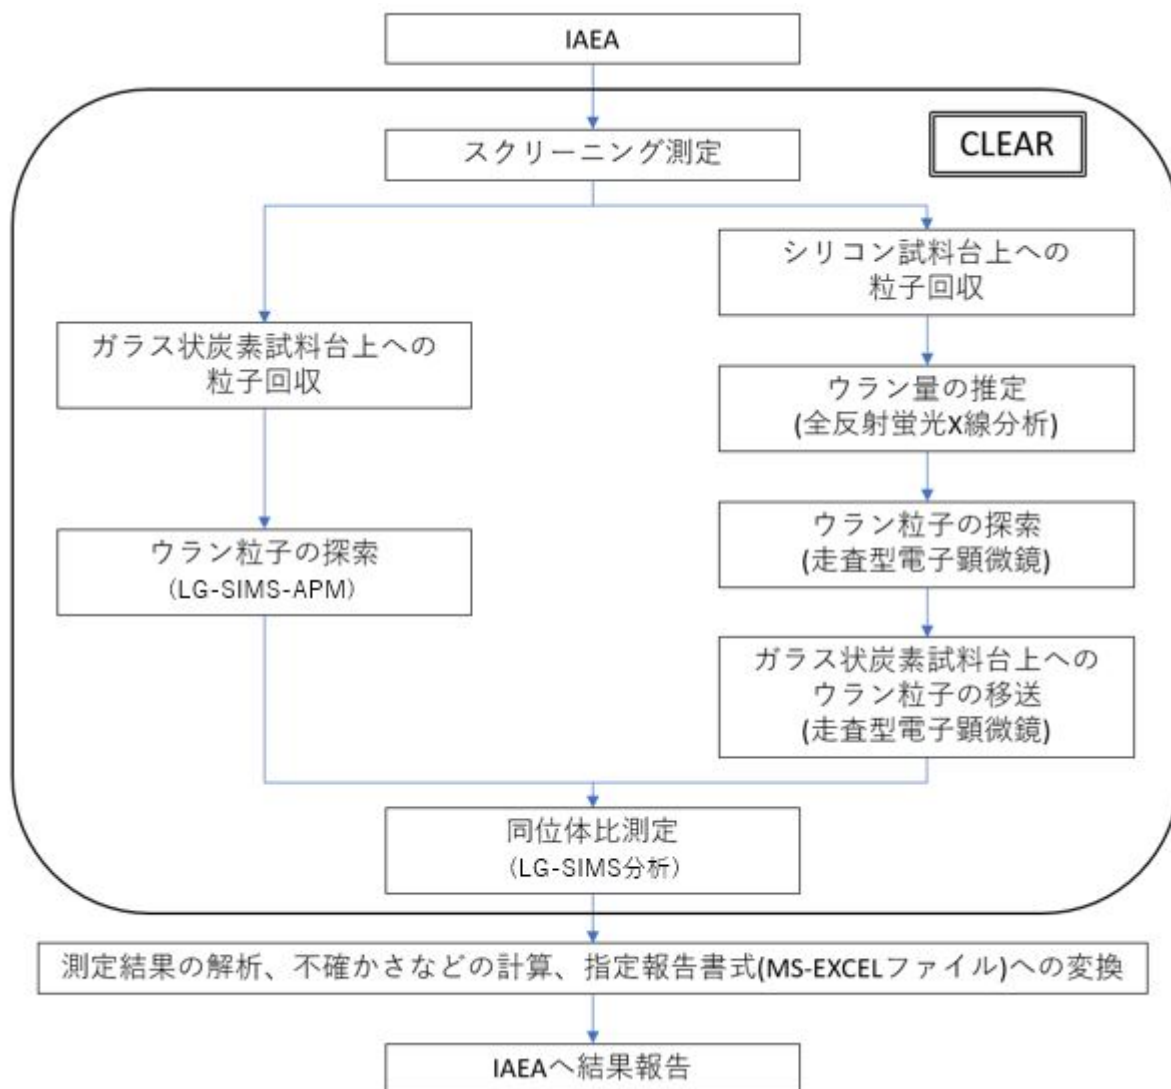 IAEA
スクリーニング測定
CLEAR
シリコン試料台上への
粒子回収
ガラス状炭素試料台上への
粒子回収
ウラン量の推定
(全反射蛍光X線分析)
ウラン粒子の探索
(走査型電子顕微鏡)
ウラン粒子の探索
(LG-SIMS-APM)
ガラス状炭素試料台上への
ウラン粒子の移送
(走査型電子顕微鏡)
同位体比測定
(LG-SIMS分析)
測定結果の解析、不確かさなどの計算、指定報告書式(MS-EXCELファイル)への変換
IAEAへ結果報告